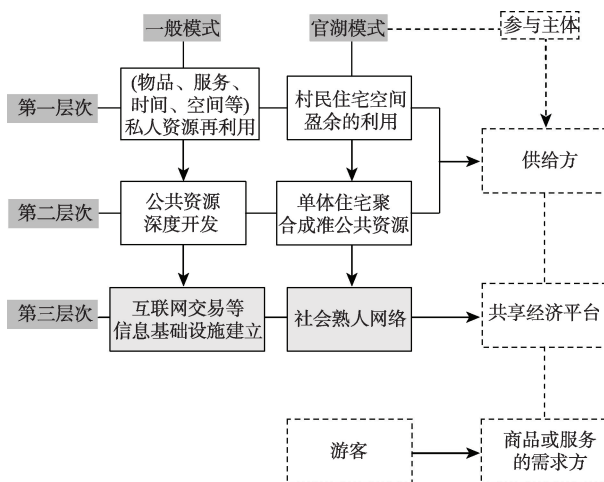 一般模式
官湖模式
参与主体
第一层次
(物品、服务、
时间、空间等)
私人资源再利用
村民住宅空间
盈余的利用
供给方
第二层次
公共资源
深度开发
单体住宅聚
合成准公共资源
第三层次
互联网交易等
信息基础设施建立
社会熟人网络
共享经济平台
游客
商品或服务
的需求方